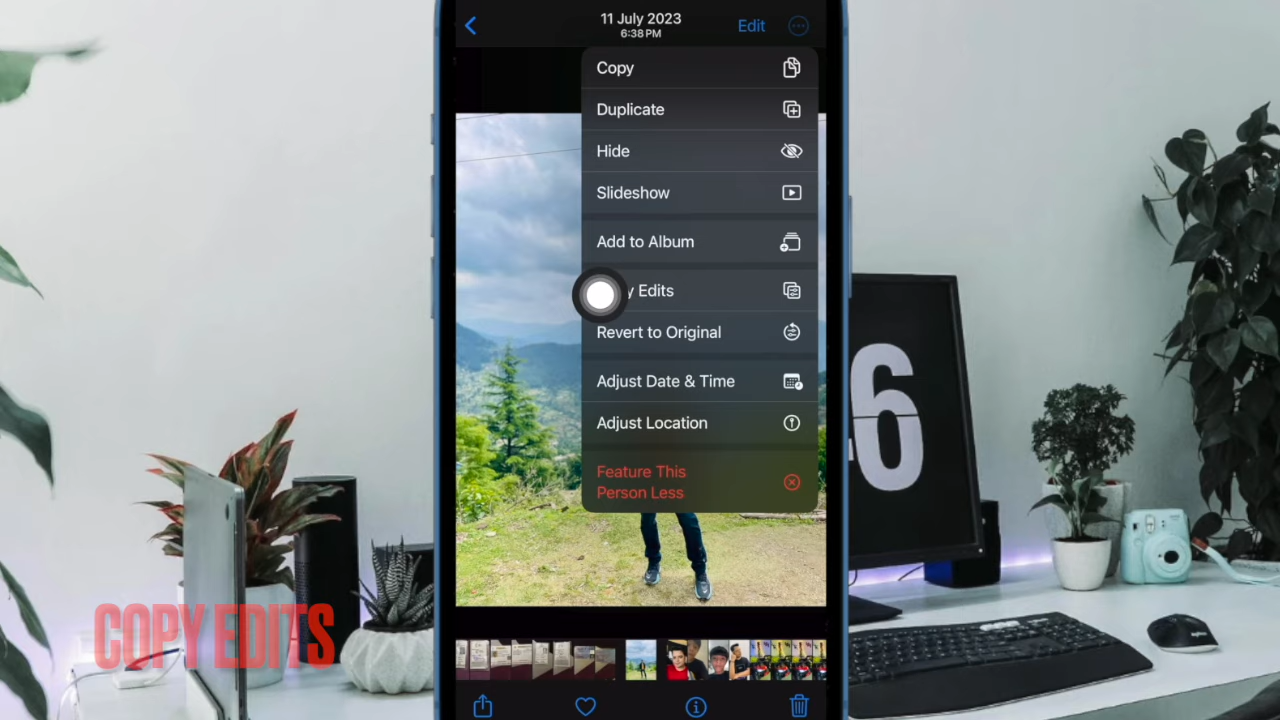 11 July 2023
6:38 PM
Edit
Copy
Duplicate
Hide
Slideshow
Add to Album
y Edits
Revert to Original
Adjust Date & Time
Adjust Location
Feature This
Person Less
6
COPY EDITS